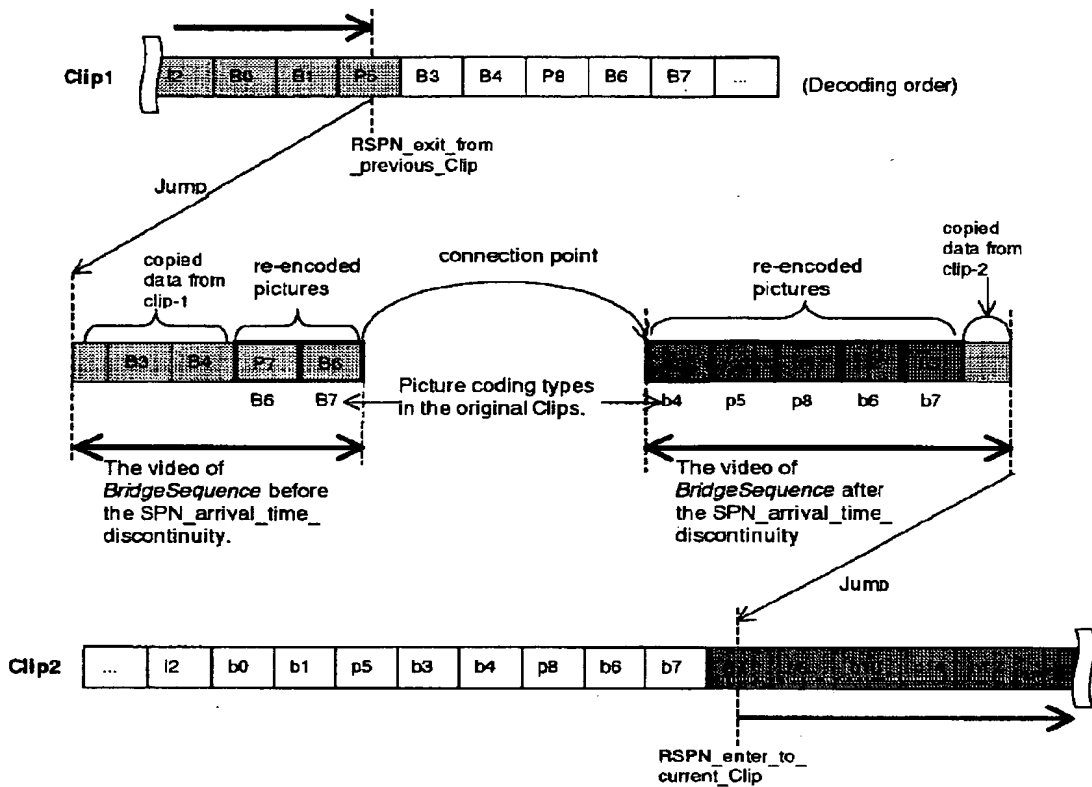 Clip1
I2 B0 B1 P5 B3 B4 P8 B6 B7 ...
(Decoding order)
RSPN_exit_from
_previous_Clip
Jump
copied
data from
clip-1
re-encoded
pictures
connection point
re-encoded
pictures
copied
data from
clip-2
B3 B4 P7 B6
B6 B7
Picture coding types
in the original Clips.
b4 p5 p8 b6 b7
The video of
BridgeSequence before
the SPN_arrival_time_
discontinuity.
The video of
BridgeSequence after
the SPN_arrival_time_
discontinuity
Jump
Clip2
... i2 b0 b1 p5 b3 b4 p8 b6 b7
RSPN_enter_to_
current_Clip